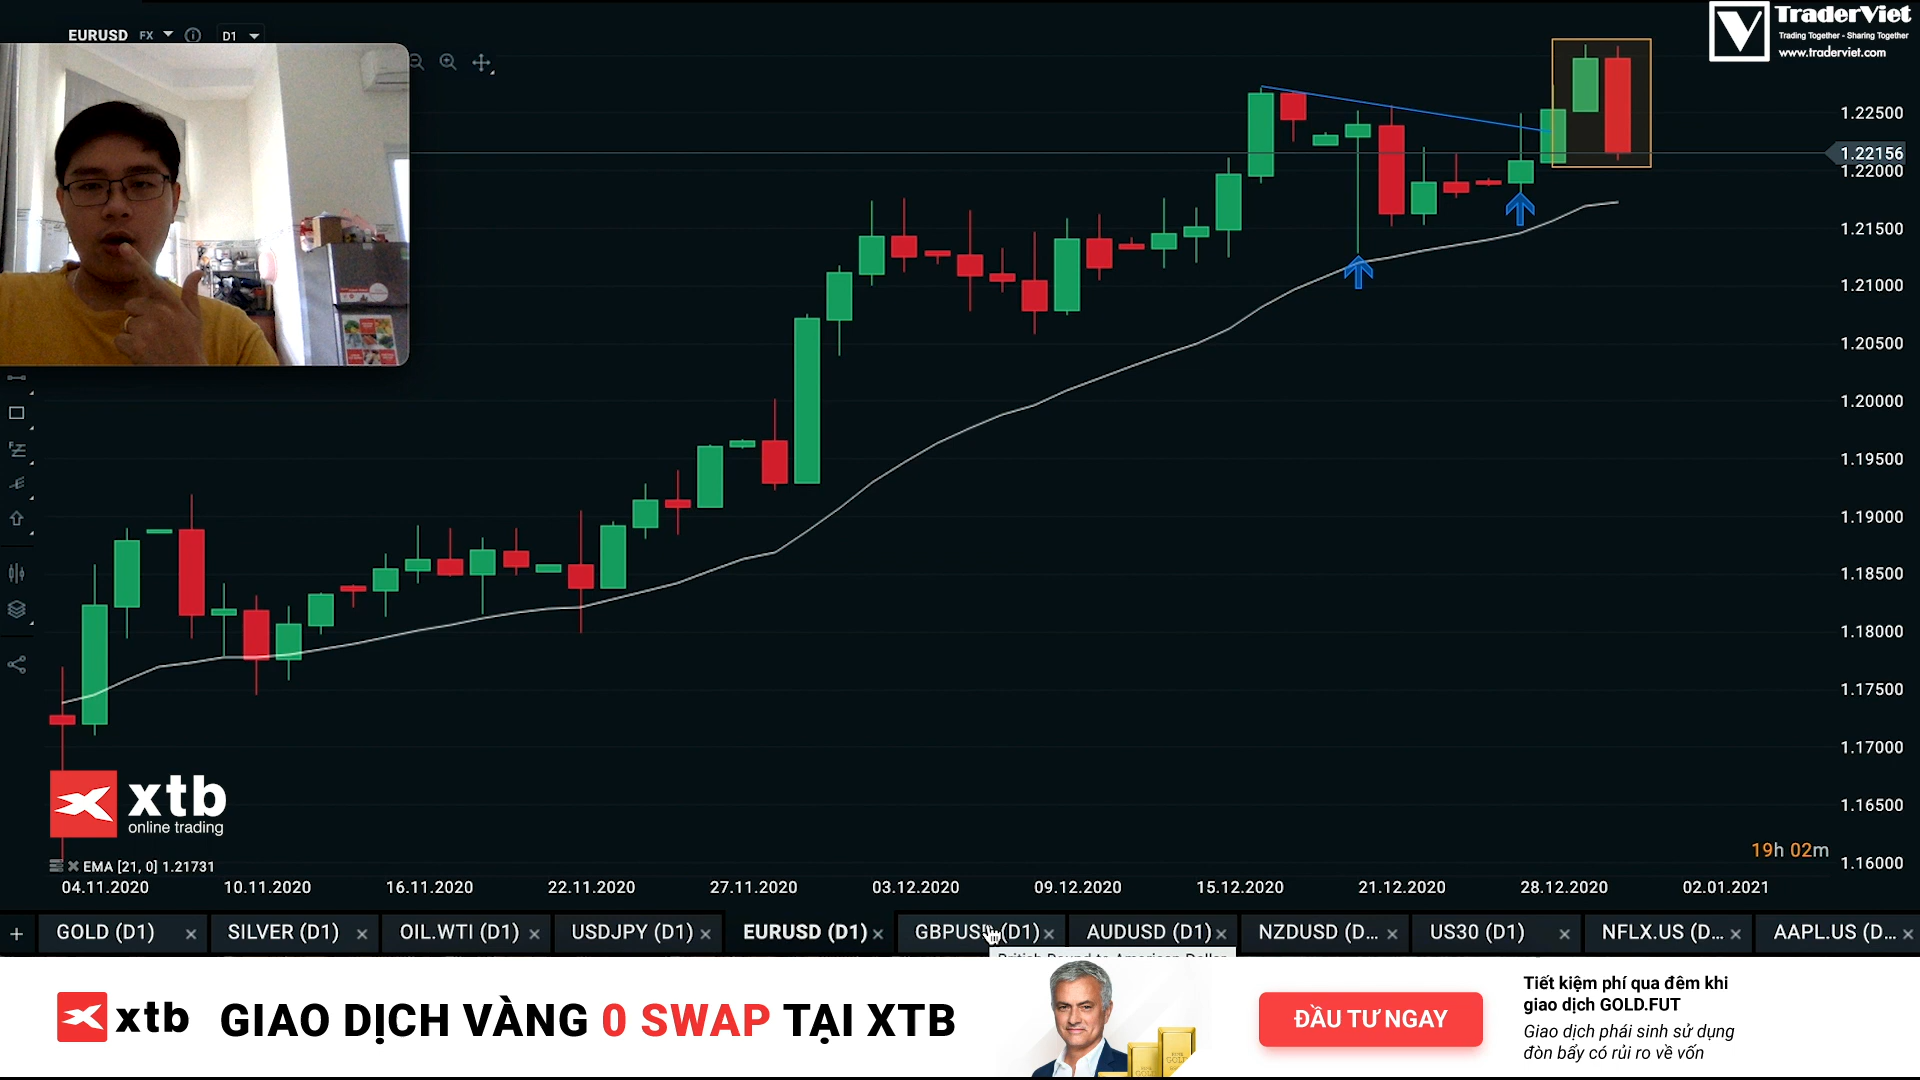 TraderViet
Trading Together - Sharing Together
www.traderviet.com
EURUSD FX D1
1.22500
1.22156
1.22000
1.21500
1.21000
1.20500
1.20000
1.19500
1.19000
1.18500
1.18000
1.17500
1.17000
1.16500
1.16000
xtb
online trading
19h 02m
EMA [21, 0] 1.21731
04.11.2020 10.11.2020 16.11.2020 22.11.2020 27.11.2020 03.12.2020 09.12.2020 15.12.2020 21.12.2020 28.12.2020 02.01.2021
+ GOLD (D1) × SILVER (D1) × OIL.WTI (D1) × USDJPY (D1) × EURUSD (D1) × GBPUSD (D1) × AUDUSD (D1) × NZDUSD (D... × US30 (D1) × NFLX.US (D... × AAPL.US (D... ×
British Pound to American Dollar
xtb GIAO DỊCH VÀNG 0 SWAP TẠI XTB
ĐẦU TƯ NGAY
Tiết kiệm phí qua đêm khi
giao dịch GOLD.FUT
Giao dịch phái sinh sử dụng
đòn bẩy có rủi ro về vốn